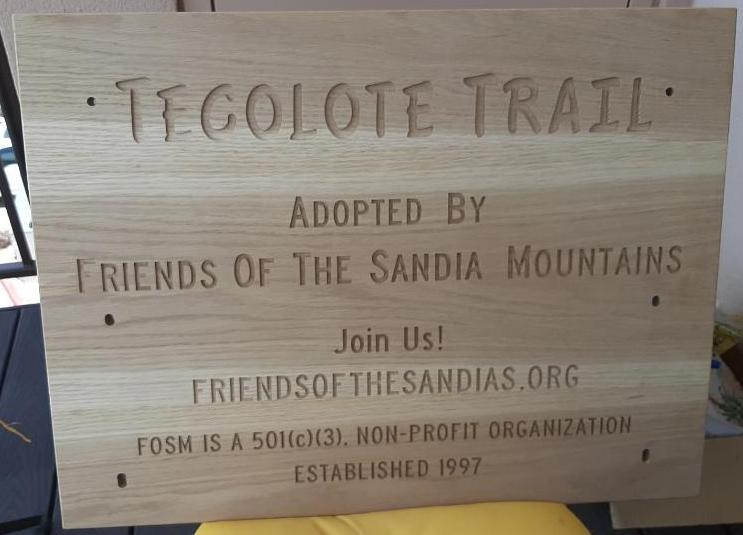 TECOLOTE TRAIL
ADOPTED BY
FRIENDS OF THE SANDIA MOUNTAINS
Join Us!
FRIENDSOFTHESANDIAS.ORG
FOSM IS A 501(c)(3). NON-PROFIT ORGANIZATION
ESTABLISHED 1997